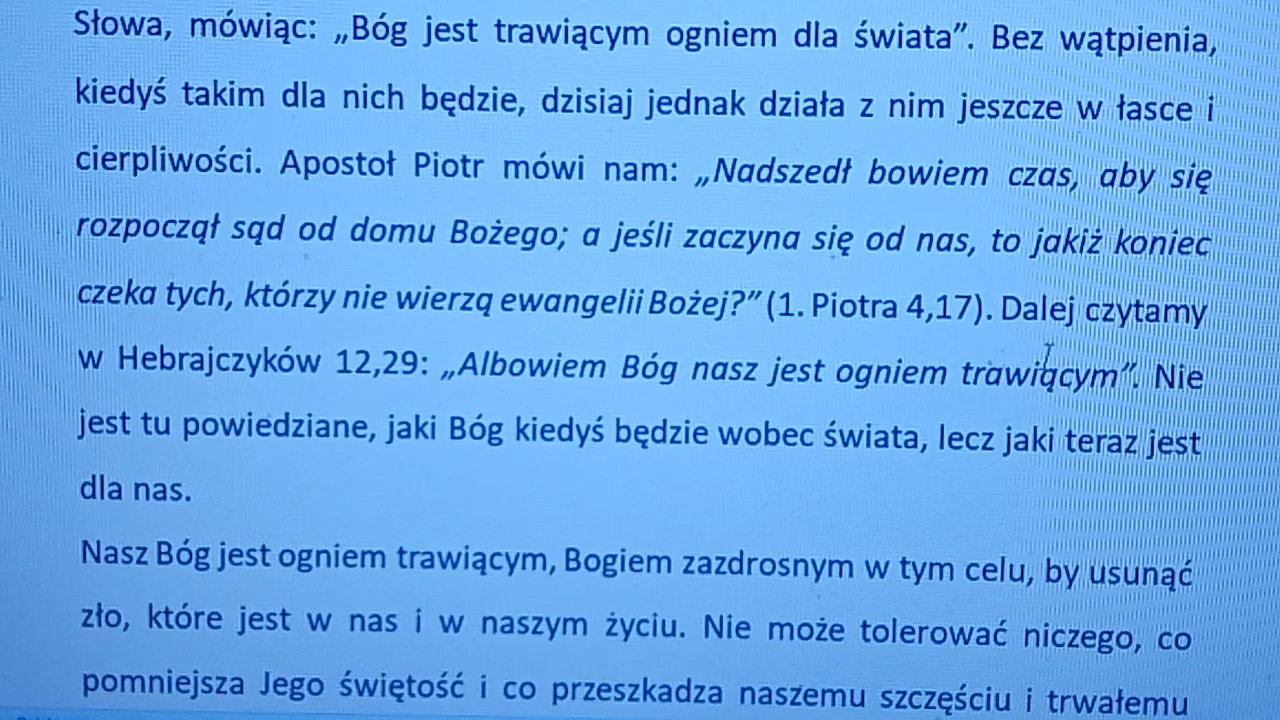 Słowa, mówiąc: „Bóg jest trawiącym ogniem dla świata”. Bez wątpienia,
kiedyś takim dla nich będzie, dzisiaj jednak działa z nim jeszcze w łasce i
cierpliwości. Apostoł Piotr mówi nam: „Nadszedł bowiem czas, aby się
rozpoczął sąd od domu Bożego; a jeśli zaczyna się od nas, to jakiż koniec
czeka tych, którzy nie wierzą ewangelii Bożej?” (1. Piotra 4,17). Dalej czytamy
w Hebrajczyków 12,29: „Albowiem Bóg nasz jest ogniem trawiącym”. Nie
jest tu powiedziane, jaki Bóg kiedyś będzie wobec świata, lecz jaki teraz jest
dla nas.
Nasz Bóg jest ogniem trawiącym, Bogiem zazdrosnym w tym celu, by usunąć
zło, które jest w nas i w naszym życiu. Nie może tolerować niczego, co
pomniejsza Jego świętość i co przeszkadza naszemu szczęściu i trwałemu